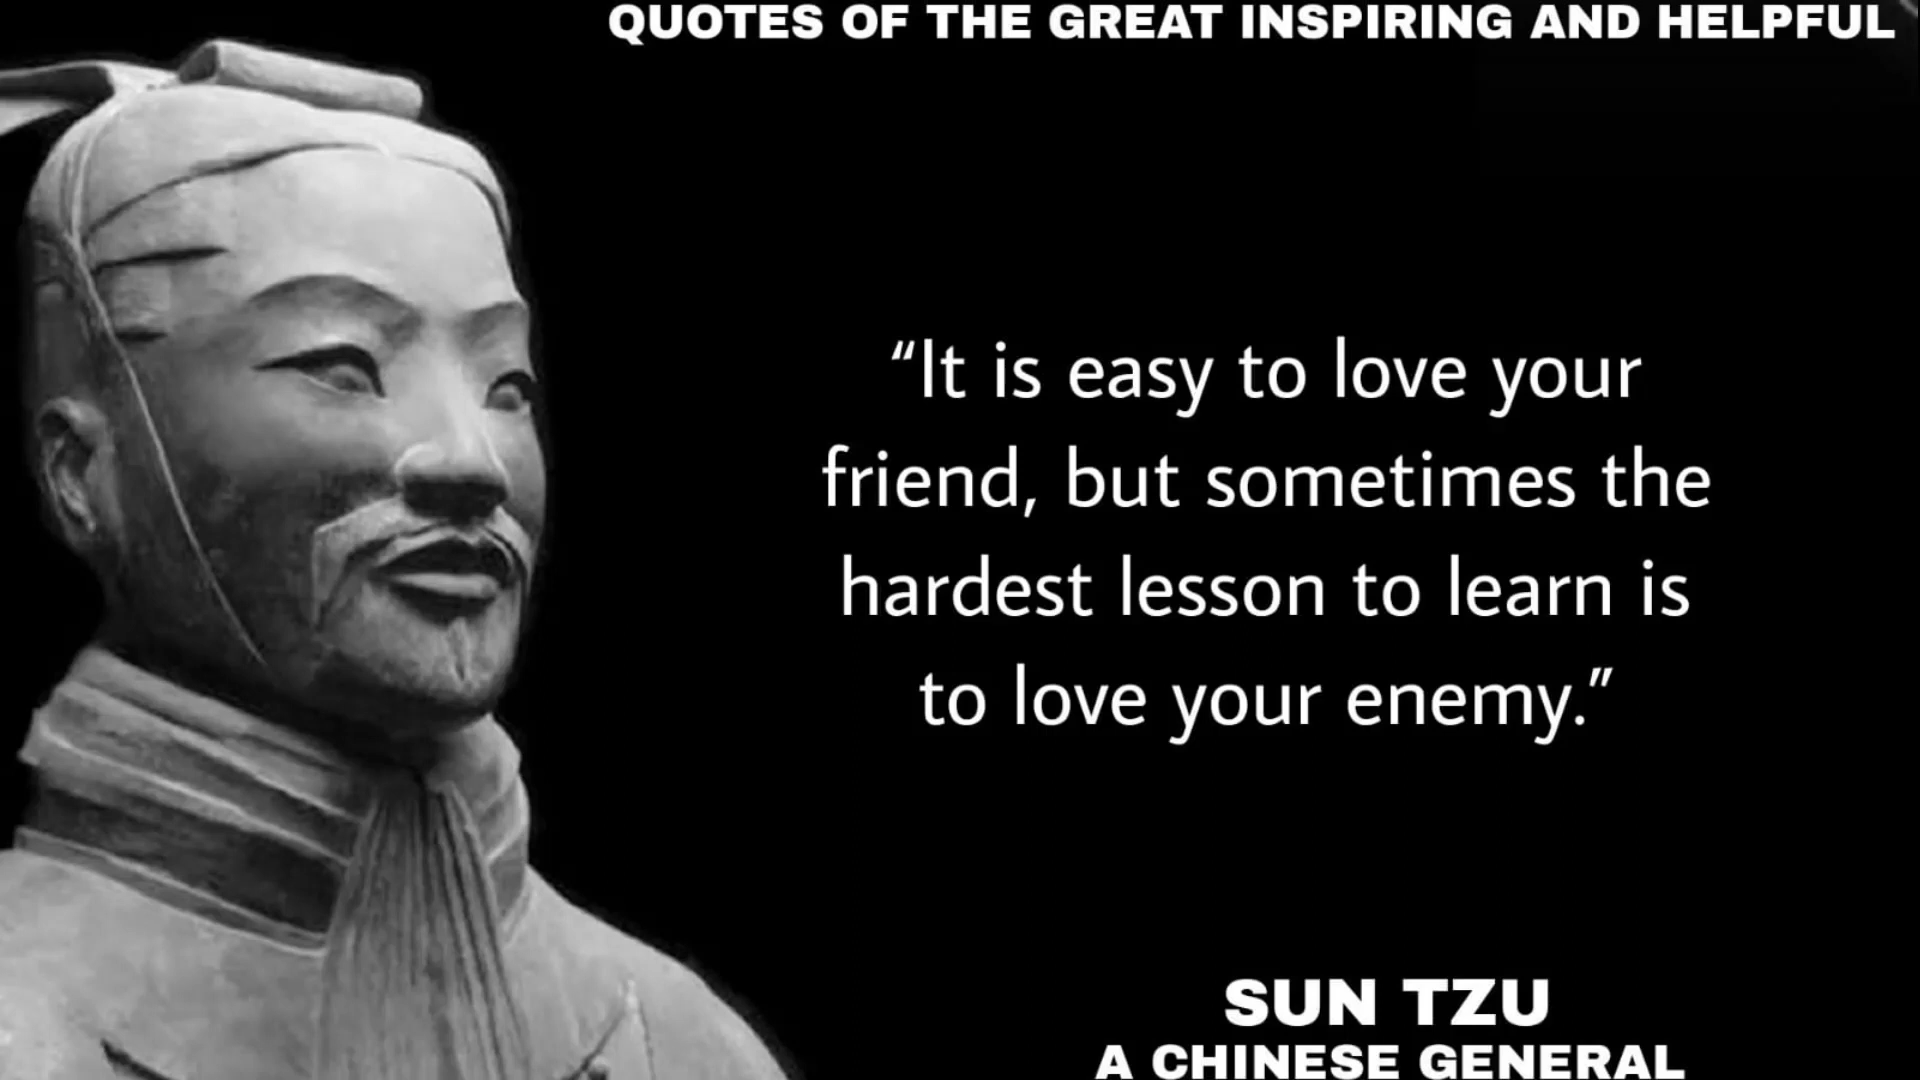 QUOTES OF THE GREAT INSPIRING AND HELPFUL
“It is easy to love your
friend, but sometimes the
hardest lesson to learn is
to love your enemy.”
SUN TZU
A CHINESE GENERAL